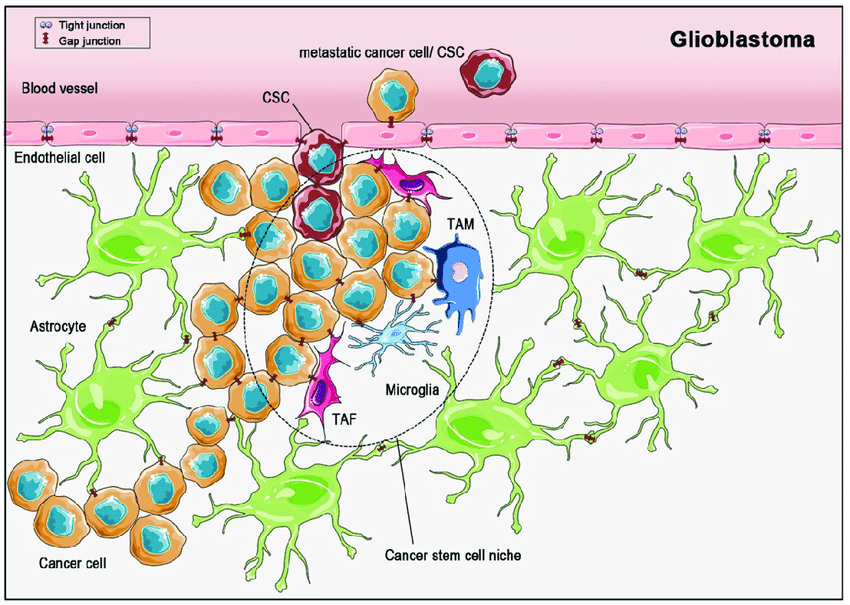 Tight junction
Gap junction
Glioblastoma
metastatic cancer cell/ CSC
Blood vessel
CSC
Endothelial cell
TAM
Astrocyte
Microglia
TAF
Cancer stem cell niche
Cancer cell